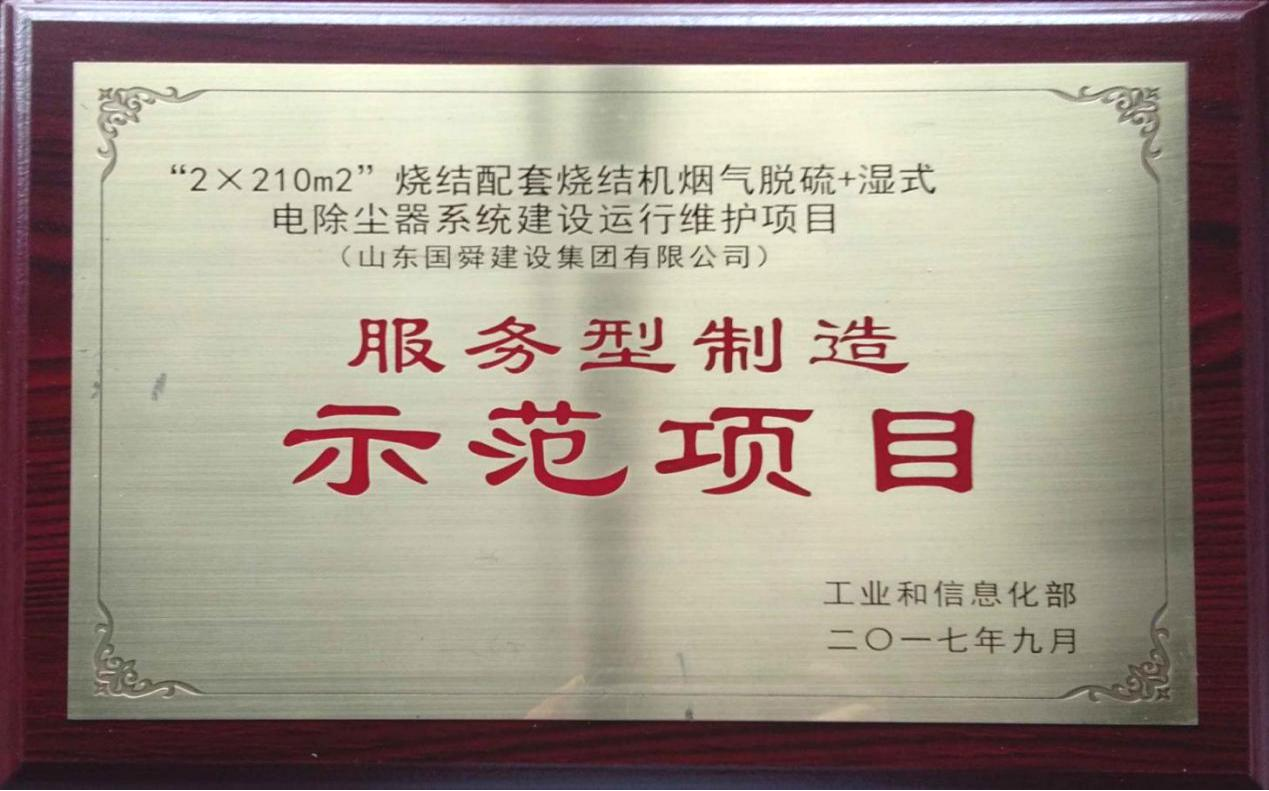 “2×210m2”烧结配套烧结机烟气脱硫+湿式
电除尘器系统建设运行维护项目
（山东国舜建设集团有限公司）
服务型制造
示范项目
工业和信息化部
二〇一七年九月